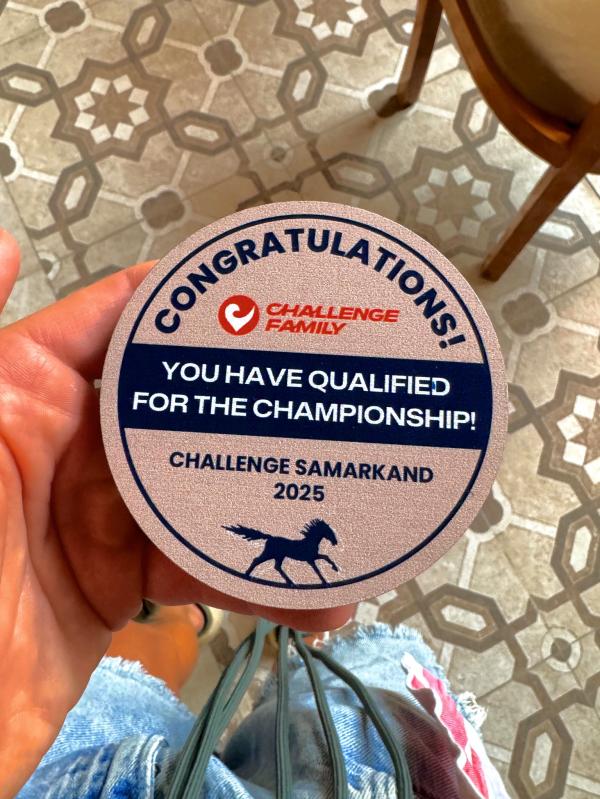 CONGRATULATIONS!
CHALLENGE
FAMILY
YOU HAVE QUALIFIED
FOR THE CHAMPIONSHIP!
CHALLENGE SAMARKAND
2025